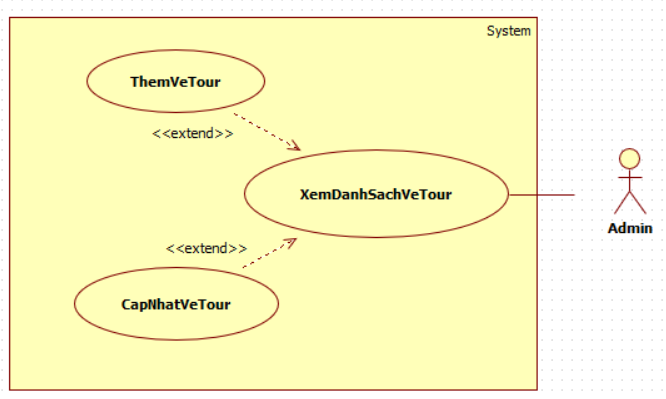 System
ThemVeTour
<<extend>>
XemDanhSachVeTour
Admin
<<extend>>
CapNhatVeTour